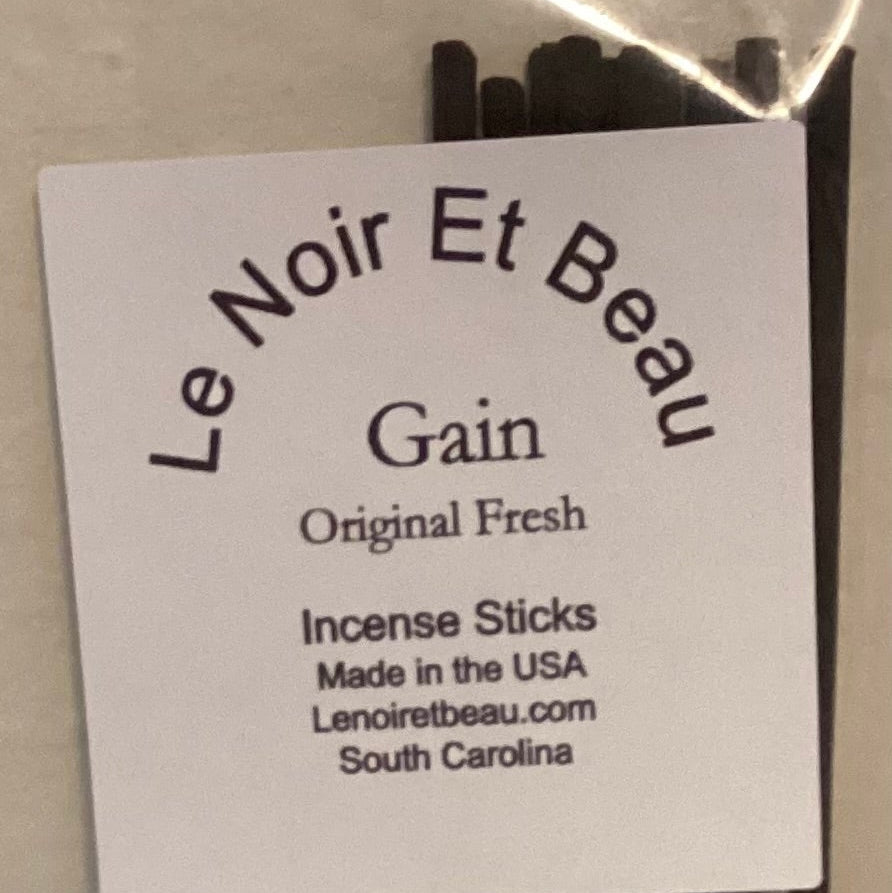 Le Noir Et Beau
Gain
Original Fresh
Incense Sticks
Made in the USA
Lenoiretbeau.com
South Carolina